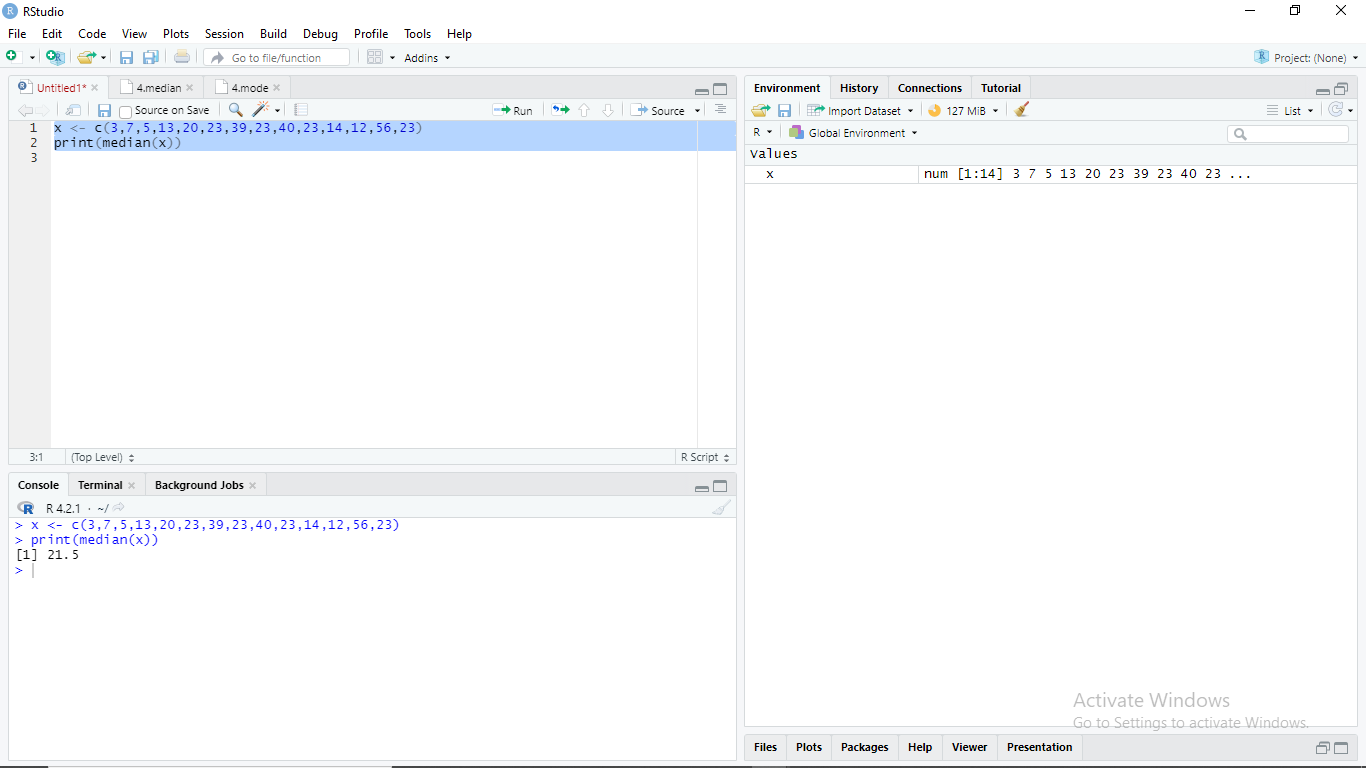 RStudio
File Edit Code View Plots Session Build Debug Profile Tools Help
Go to file/function Addins Project: (None)
Untitled1* 4.median 4.mode
Source on Save Run Source
1 x <- c(3,7,5,13,20,23,39,23,40,23,14,12,56,23)
2 print(median(x))
3
3:1 (Top Level) R Script
Console Terminal Background Jobs
R 4.2.1 · ~/
> x <- c(3,7,5,13,20,23,39,23,40,23,14,12,56,23)
> print(median(x))
[1] 21.5
>
Environment History Connections Tutorial
Import Dataset 127 MiB List
R Global Environment
Values
x num [1:14] 3 7 5 13 20 23 39 23 40 23 ...
Activate Windows
Go to Settings to activate Windows.
Files Plots Packages Help Viewer Presentation